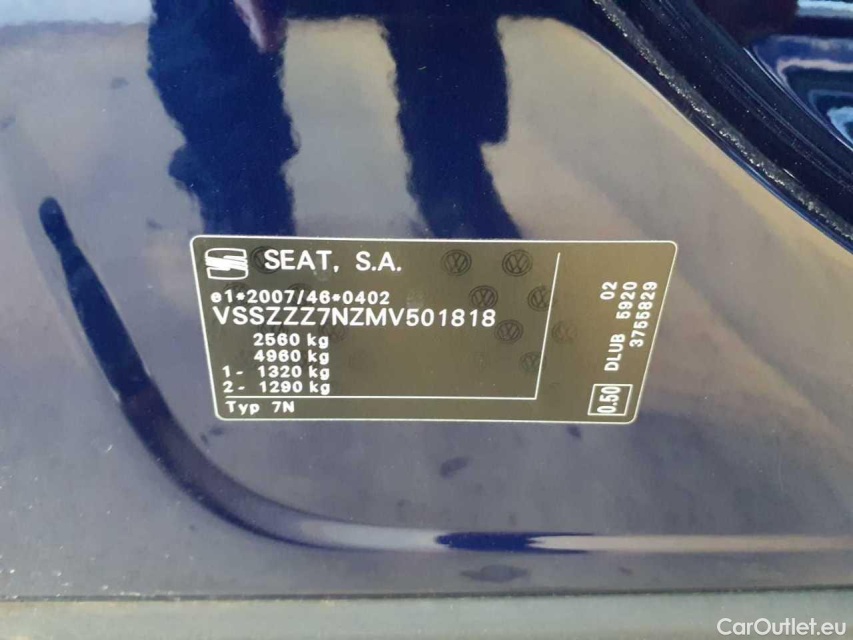 SEAT, S.A.
e1*2007/46*0402
VSSZZZ7NZMV501818
2560 kg
4960 kg
1- 1320 kg
2- 1290 kg
Typ 7N
02
DLUB 5920
3755829
0.50
CarOutlet.eu